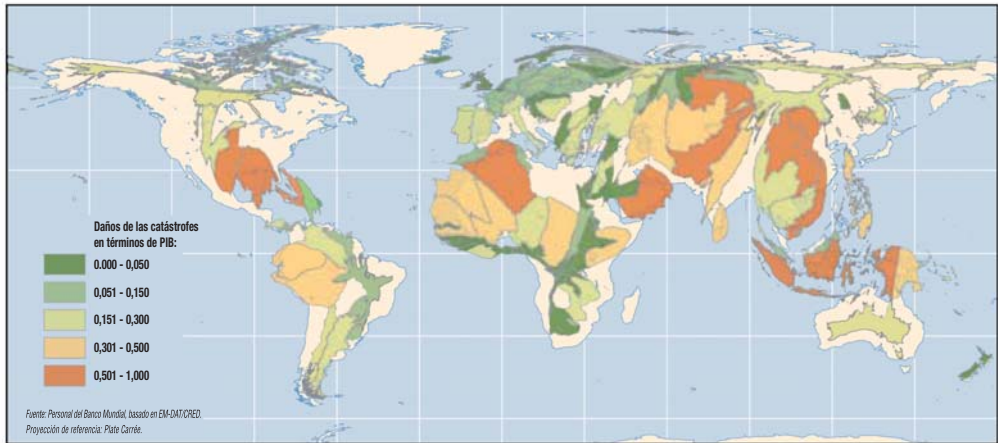 Daños de las catástrofes
en términos de PIB:
0.000 - 0,050
0,051 - 0,150
0,151 - 0,300
0,301 - 0,500
0,501 - 1,000
Fuente: Personal del Banco Mundial, basado en EM-DAT/CRED.
Proyección de referencia: Plate Carrée.